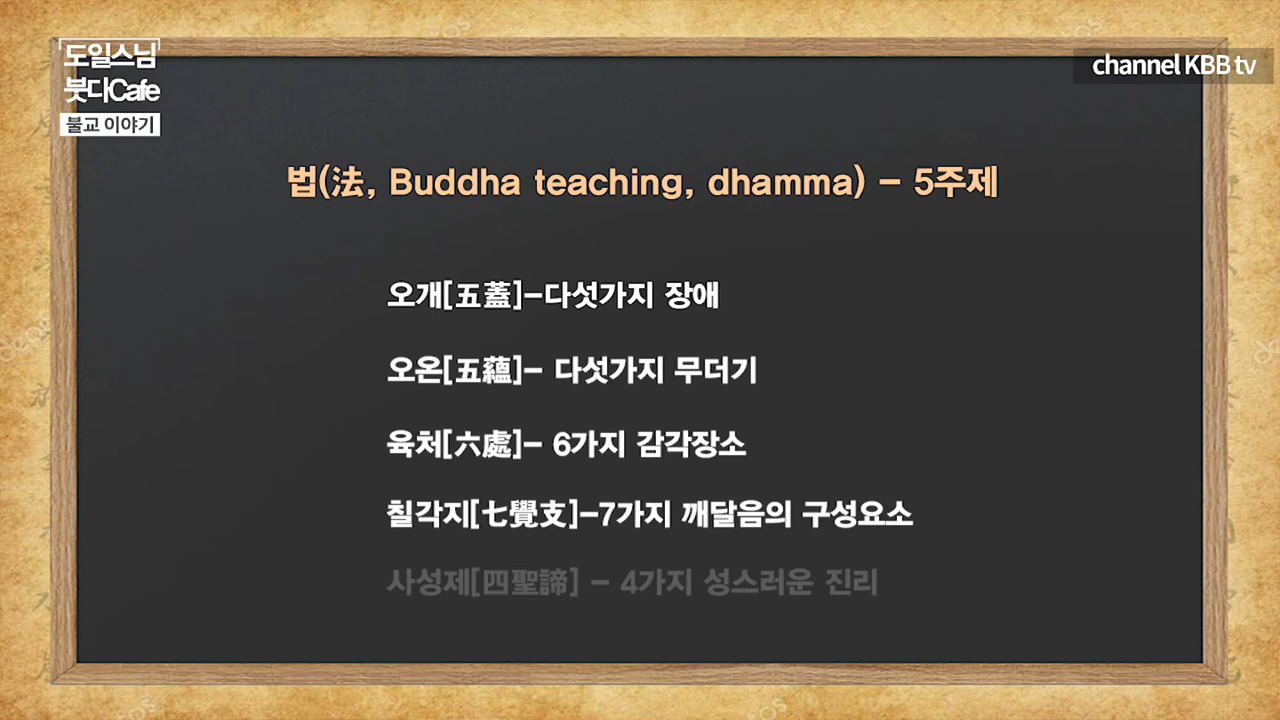 도일스님
붓다Cafe
불교 이야기
channel KBB tv
법(法, Buddha teaching, dhamma) - 5주제
오개[五蓋]-다섯가지 장애
오온[五蘊]- 다섯가지 무더기
육처[六處]- 6가지 감각장소
칠각지[七覺支]-7가지 깨달음의 구성요소
사성제[四聖諦] - 4가지 성스러운 진리